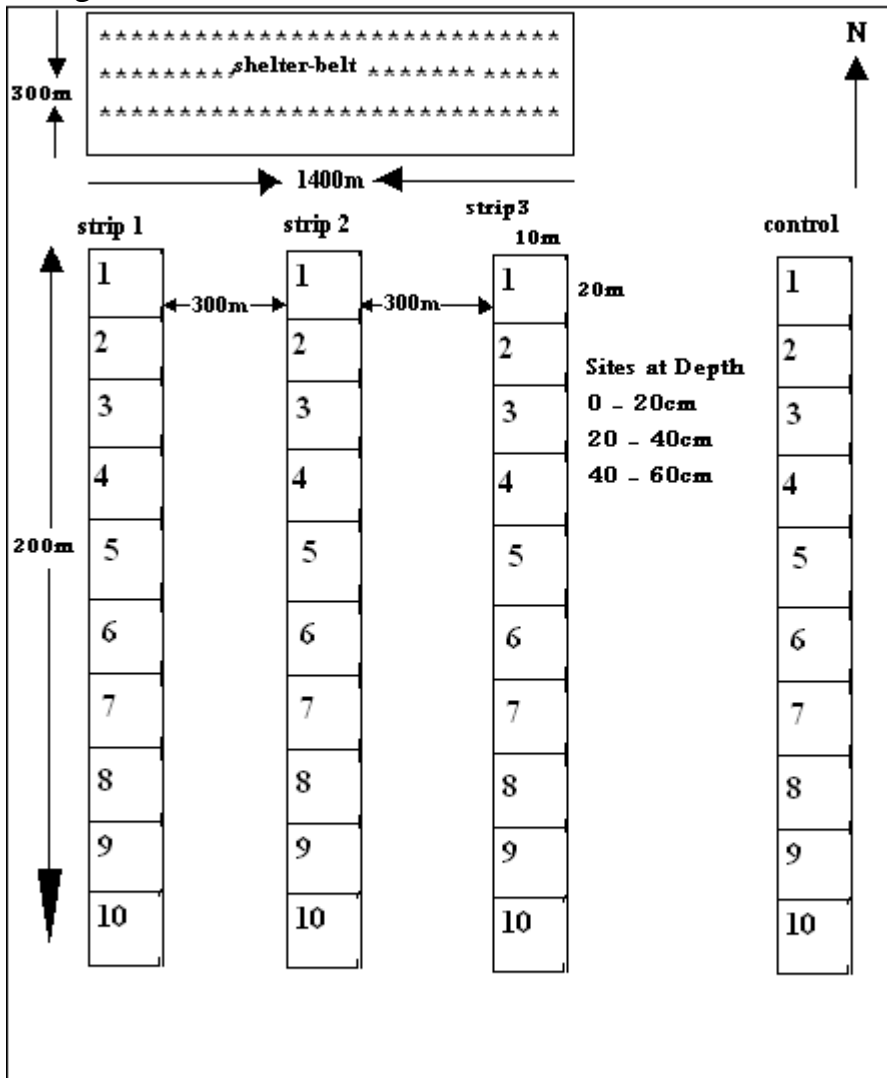 shelter-belt
N
300m
1400m
strip 1
strip 2
strip3
control
10m
20m
300m
300m
Sites at Depth
0 - 20cm
20 - 40cm
40 - 60cm
200m
1 1 1 1
2 2 2 2
3 3 3 3
4 4 4 4
5 5 5 5
6 6 6 6
7 7 7 7
8 8 8 8
9 9 9 9
10 10 10 10